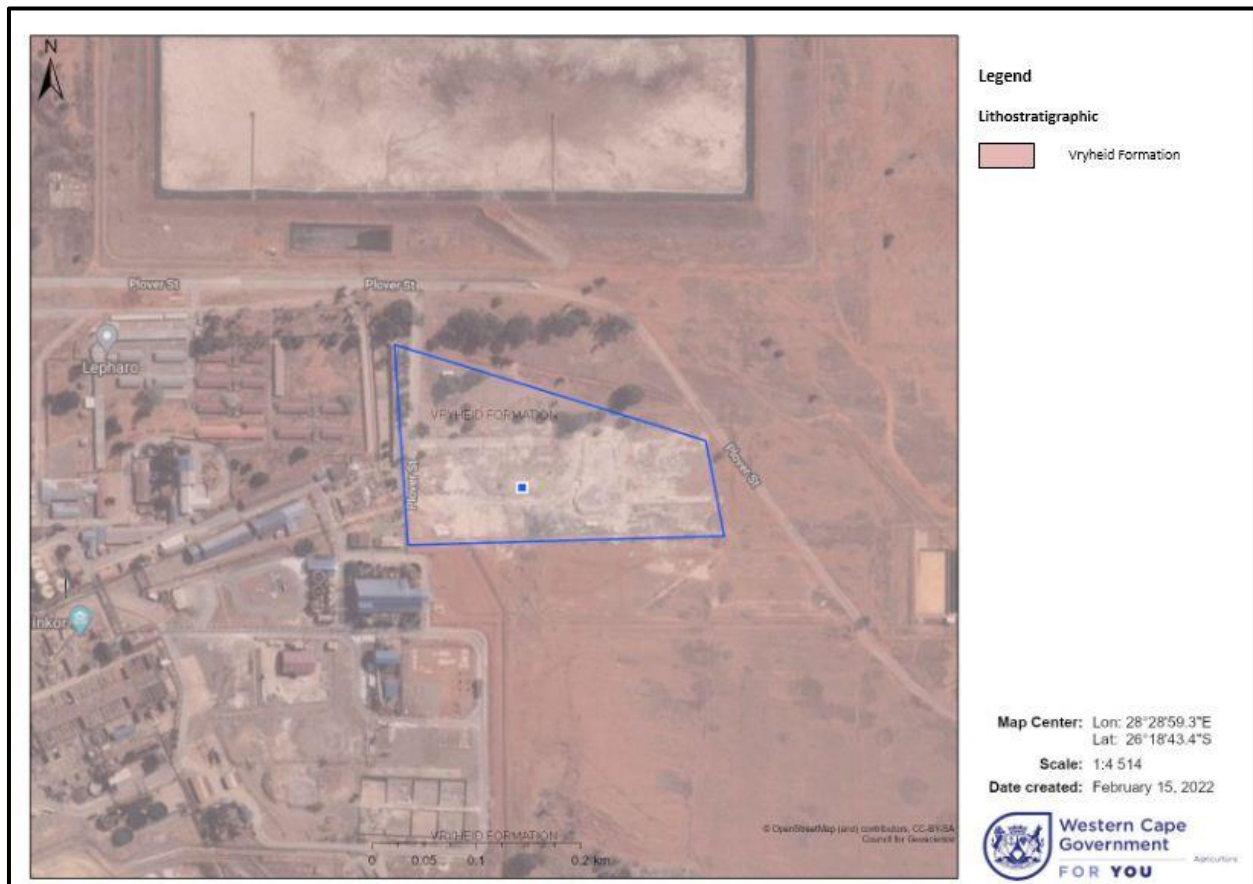 N
Plover St
Plover St
Lepharo
VRYHEID FORMATION
Plover St
Plover St
inkor
VRYHEID FORMATION
0 0.05 0.1 0.2 km
© OpenStreetMap (and) contributors, CC-BY-SA
Council for Geoscience
Legend
Lithostratigraphic
Vryheid Formation
Map Center: Lon: 28°28'59.3"E
Lat: 26°18'43.4"S
Scale: 1:4 514
Date created: February 15, 2022
Western Cape
Government
Agriculture
FOR YOU